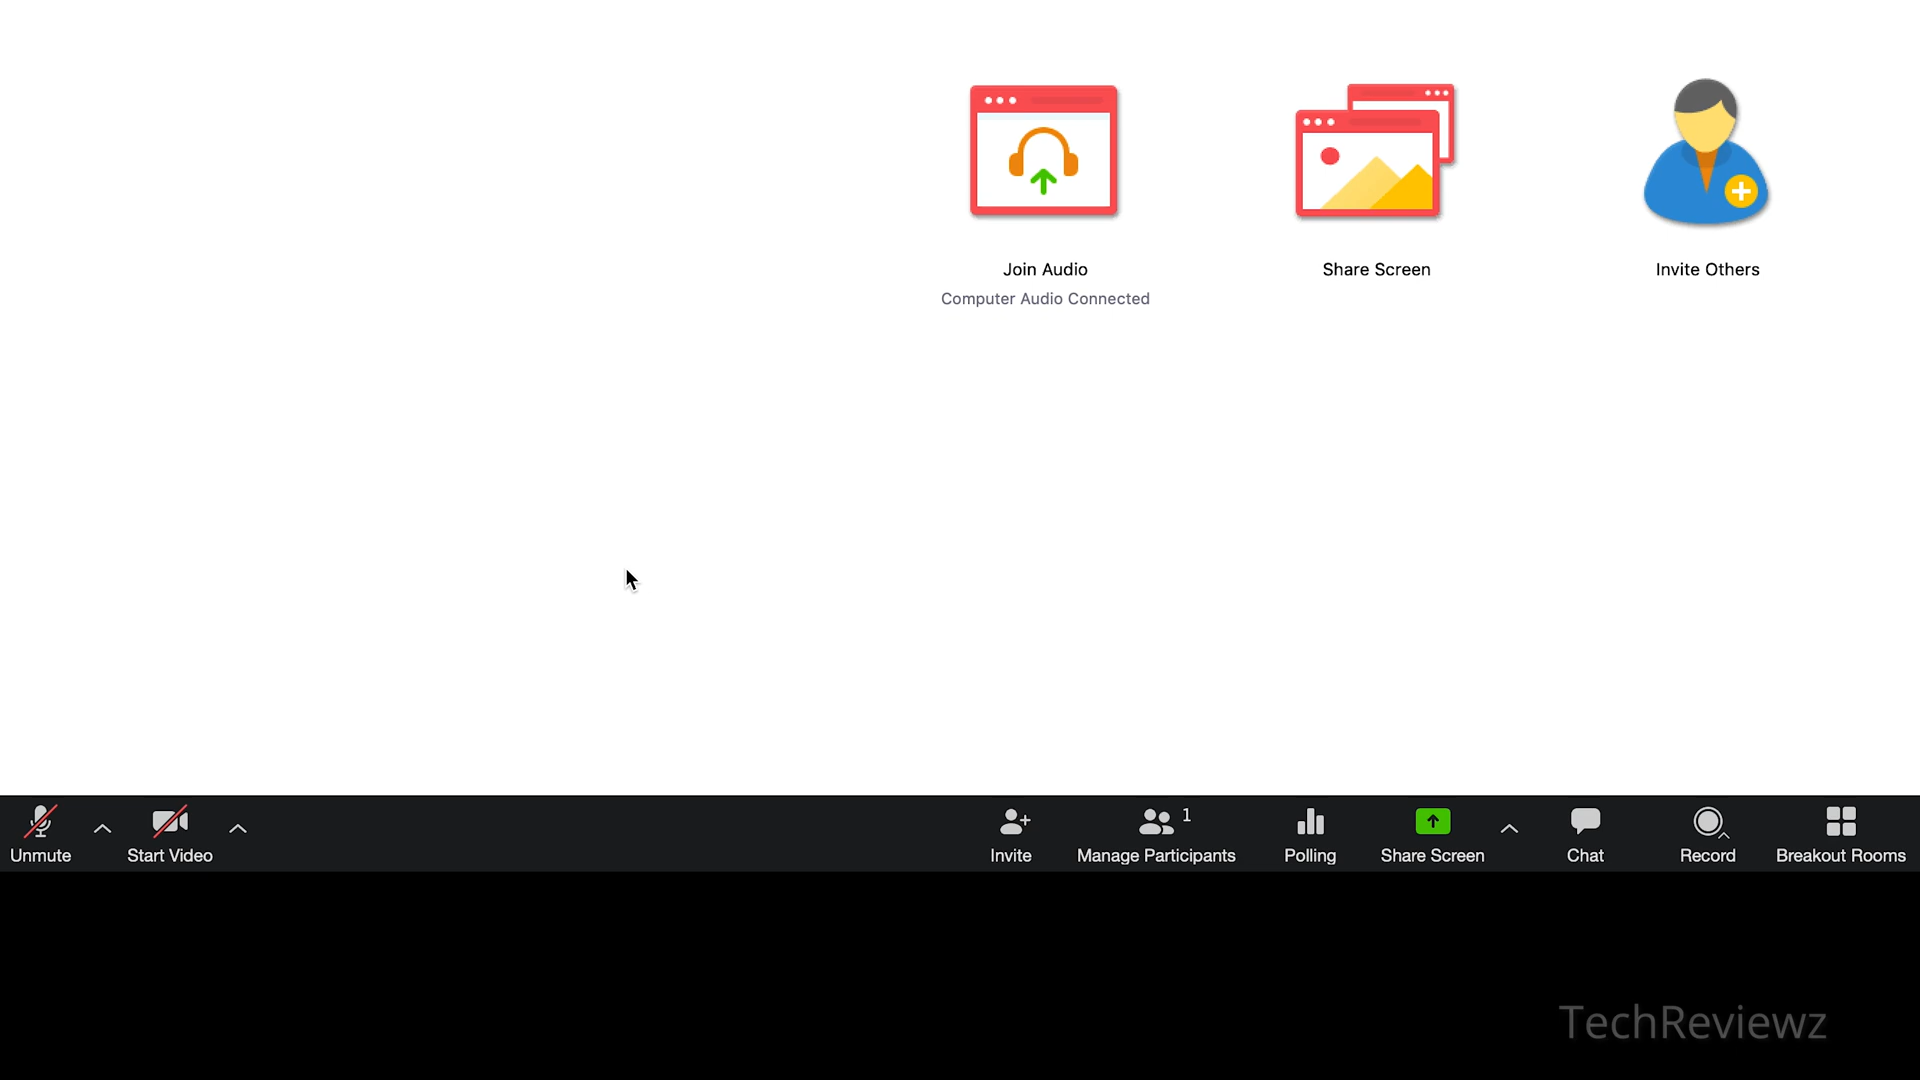 Join Audio
Computer Audio Connected
Share Screen
Invite Others
Unmute
Start Video
Invite
Manage Participants 1
Polling
Share Screen
Chat
Record
Breakout Rooms
TechReviewz